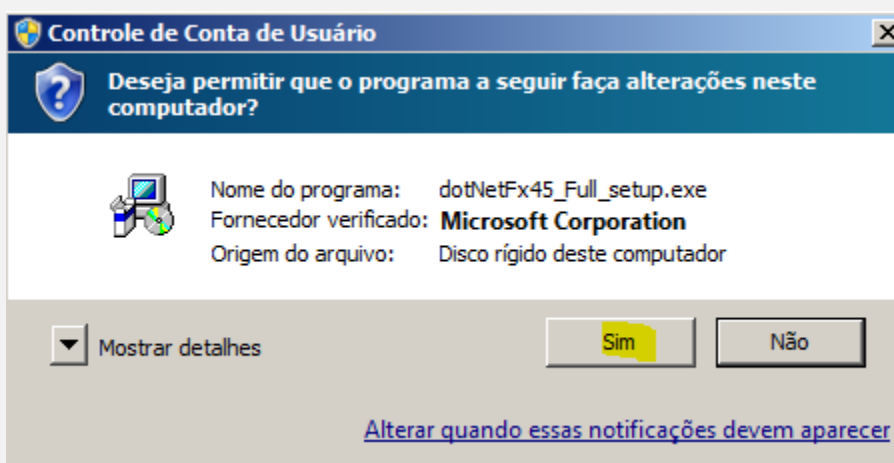 Controle de Conta de Usuário
Deseja permitir que o programa a seguir faça alterações neste
computador?
Nome do programa: dotNetFx45_Full_setup.exe
Fornecedor verificado: Microsoft Corporation
Origem do arquivo: Disco rígido deste computador
Mostrar detalhes Sim Não
Alterar quando essas notificações devem aparecer